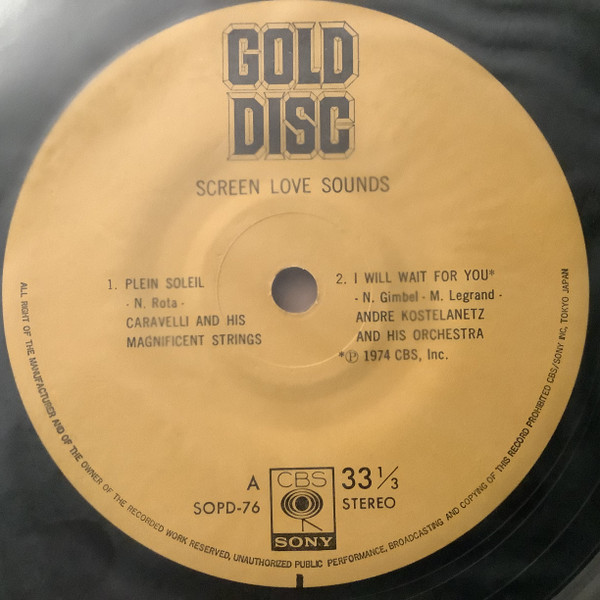 GOLD
DISC
SCREEN LOVE SOUNDS
1. PLEIN SOLEIL
- N. Rota -
CARAVELLI AND HIS
MAGNIFICENT STRINGS
2. I WILL WAIT FOR YOU*
- N. Gimbel - M. Legrand -
ANDRE KOSTELANETZ
AND HIS ORCHESTRA
*℗ 1974 CBS, Inc.
A
SOPD-76
CBS
SONY
33 1/3
STEREO
ALL RIGHT OF THE MANUFACTURER AND OF THE OWNER OF THE RECORDED WORK RESERVED, UNAUTHORIZED PUBLIC PERFORMANCE, BROADCASTING AND COPYING OF THIS RECORD PROHIBITED CBS/SONY INC, TOKYO JAPAN